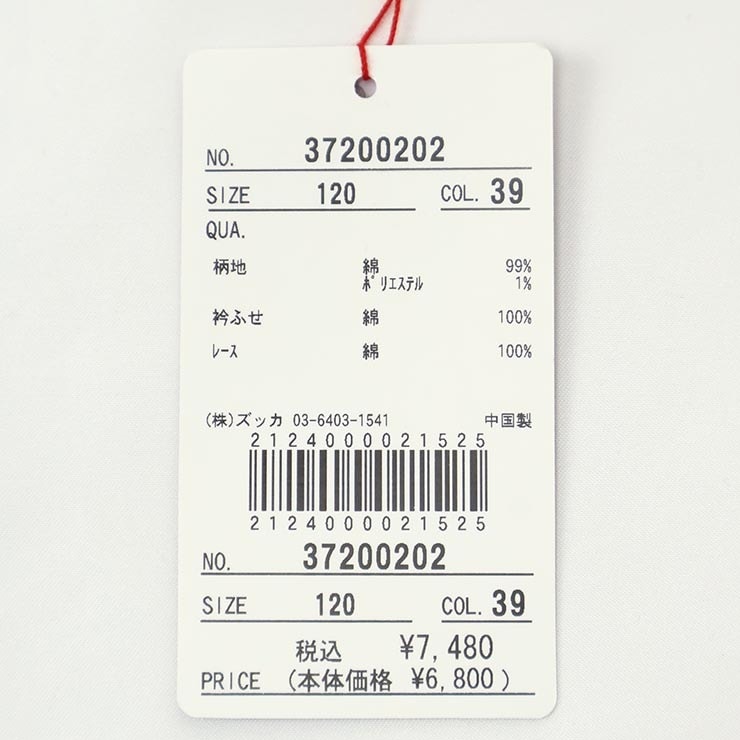 NO. 37200202
SIZE 120 COL. 39
QUA.
柄地 綿 99%
ﾎﾟﾘｴｽﾃﾙ 1%
衿ふせ 綿 100%
ﾚｰｽ 綿 100%
(株)ズッカ 03-6403-1541 中国製
2124000021525
2124000021525
NO. 37200202
SIZE 120 COL. 39
税込 ¥7,480
PRICE (本体価格 ¥6,800)